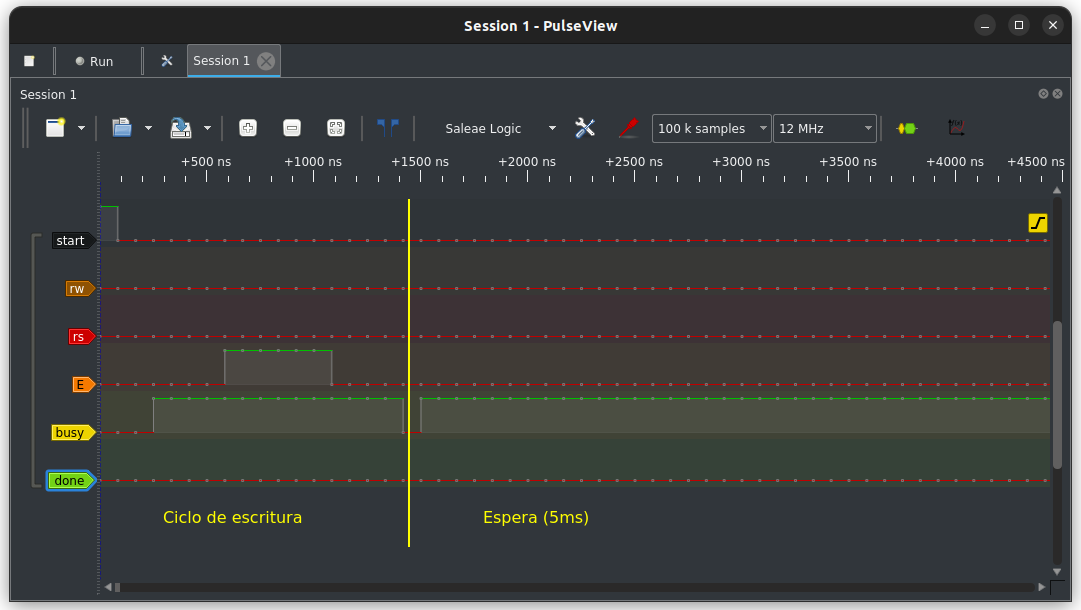 Session 1 - PulseView
Run
Session 1
Session 1
Saleae Logic
100 k samples
12 MHz
+500 ns +1000 ns +1500 ns +2000 ns +2500 ns +3000 ns +3500 ns +4000 ns +4500 ns
start
rw
rs
E
busy
done
Ciclo de escritura
Espera (5ms)